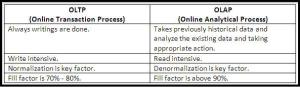 OLTP
(Online Transaction Process)
OLAP
(Online Analytical Process)
Always writings are done.
Takes previously historical data and
analyze the existing data and taking
appropriate action.
Write intensive.
Read intensive.
Normalization is key factor.
Denormalization is key factor.
Fill factor is 70% - 80%.
Fill factor is above 90%.